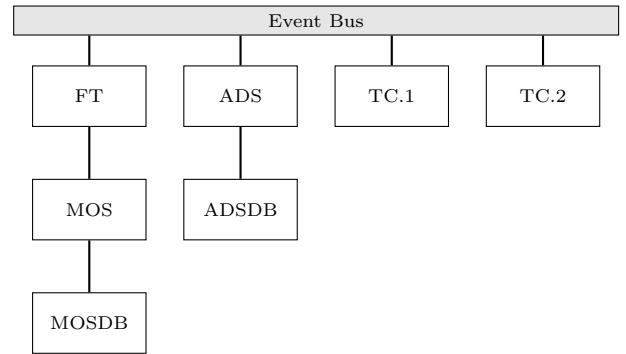 Event Bus
FT
ADS
TC.1
TC.2
MOS
ADSDB
MOSDB